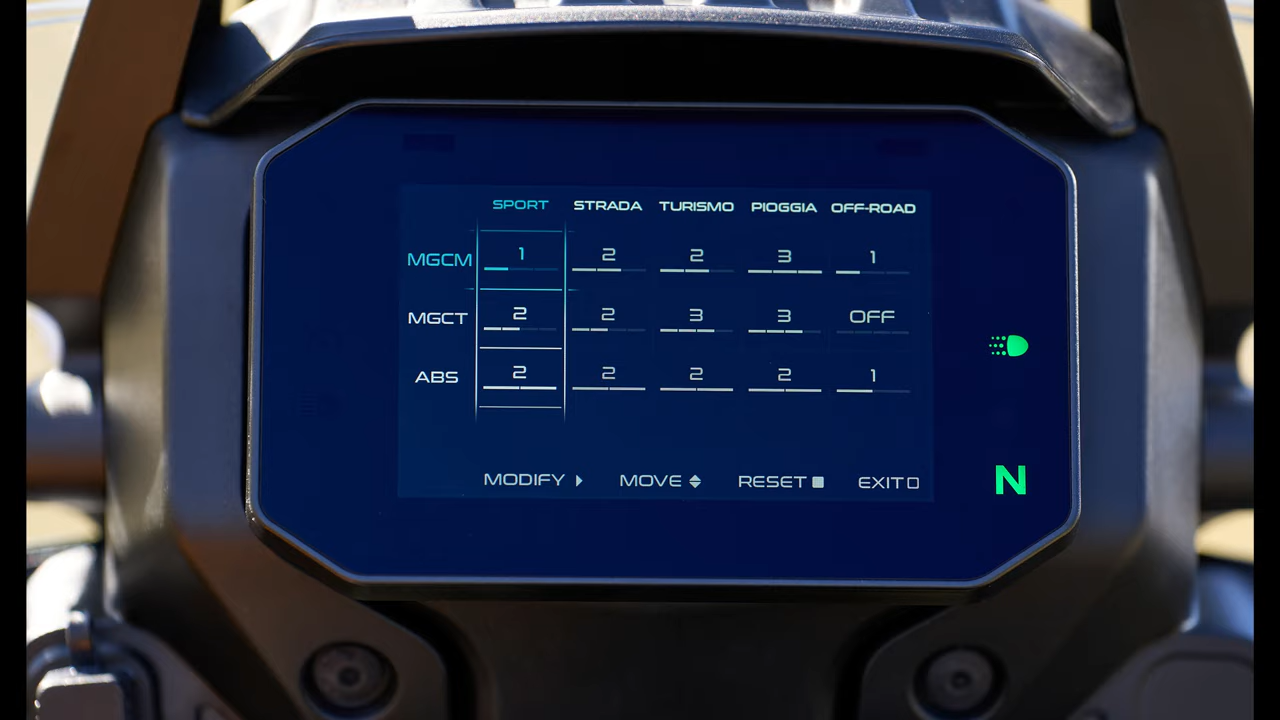 SPORT STRADA TURISMO PIOGGIA OFF-ROAD
MGCM 1 2 2 3 1
MGCT 2 2 3 3 OFF
ABS 2 2 2 2 1
MODIFY MOVE RESET EXIT
N